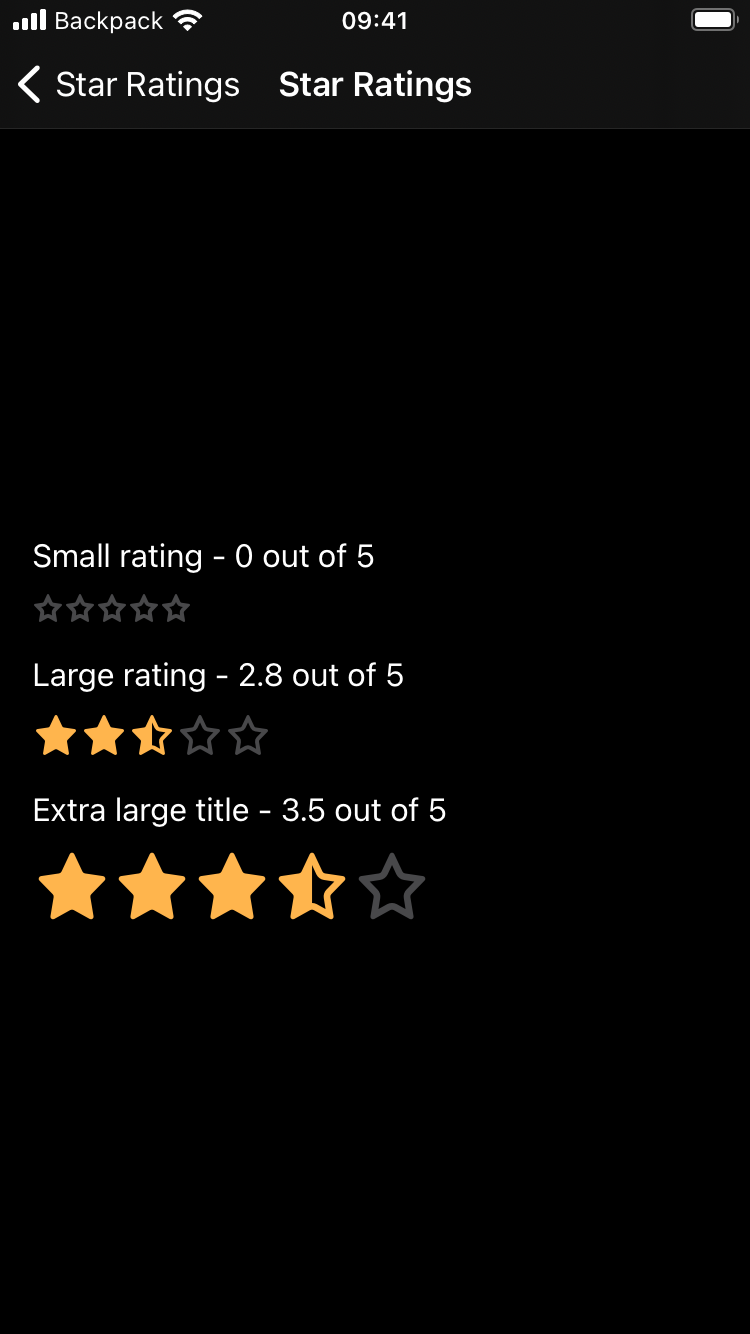 Backpack 09:41
Star Ratings Star Ratings
Small rating - 0 out of 5
Large rating - 2.8 out of 5
Extra large title - 3.5 out of 5